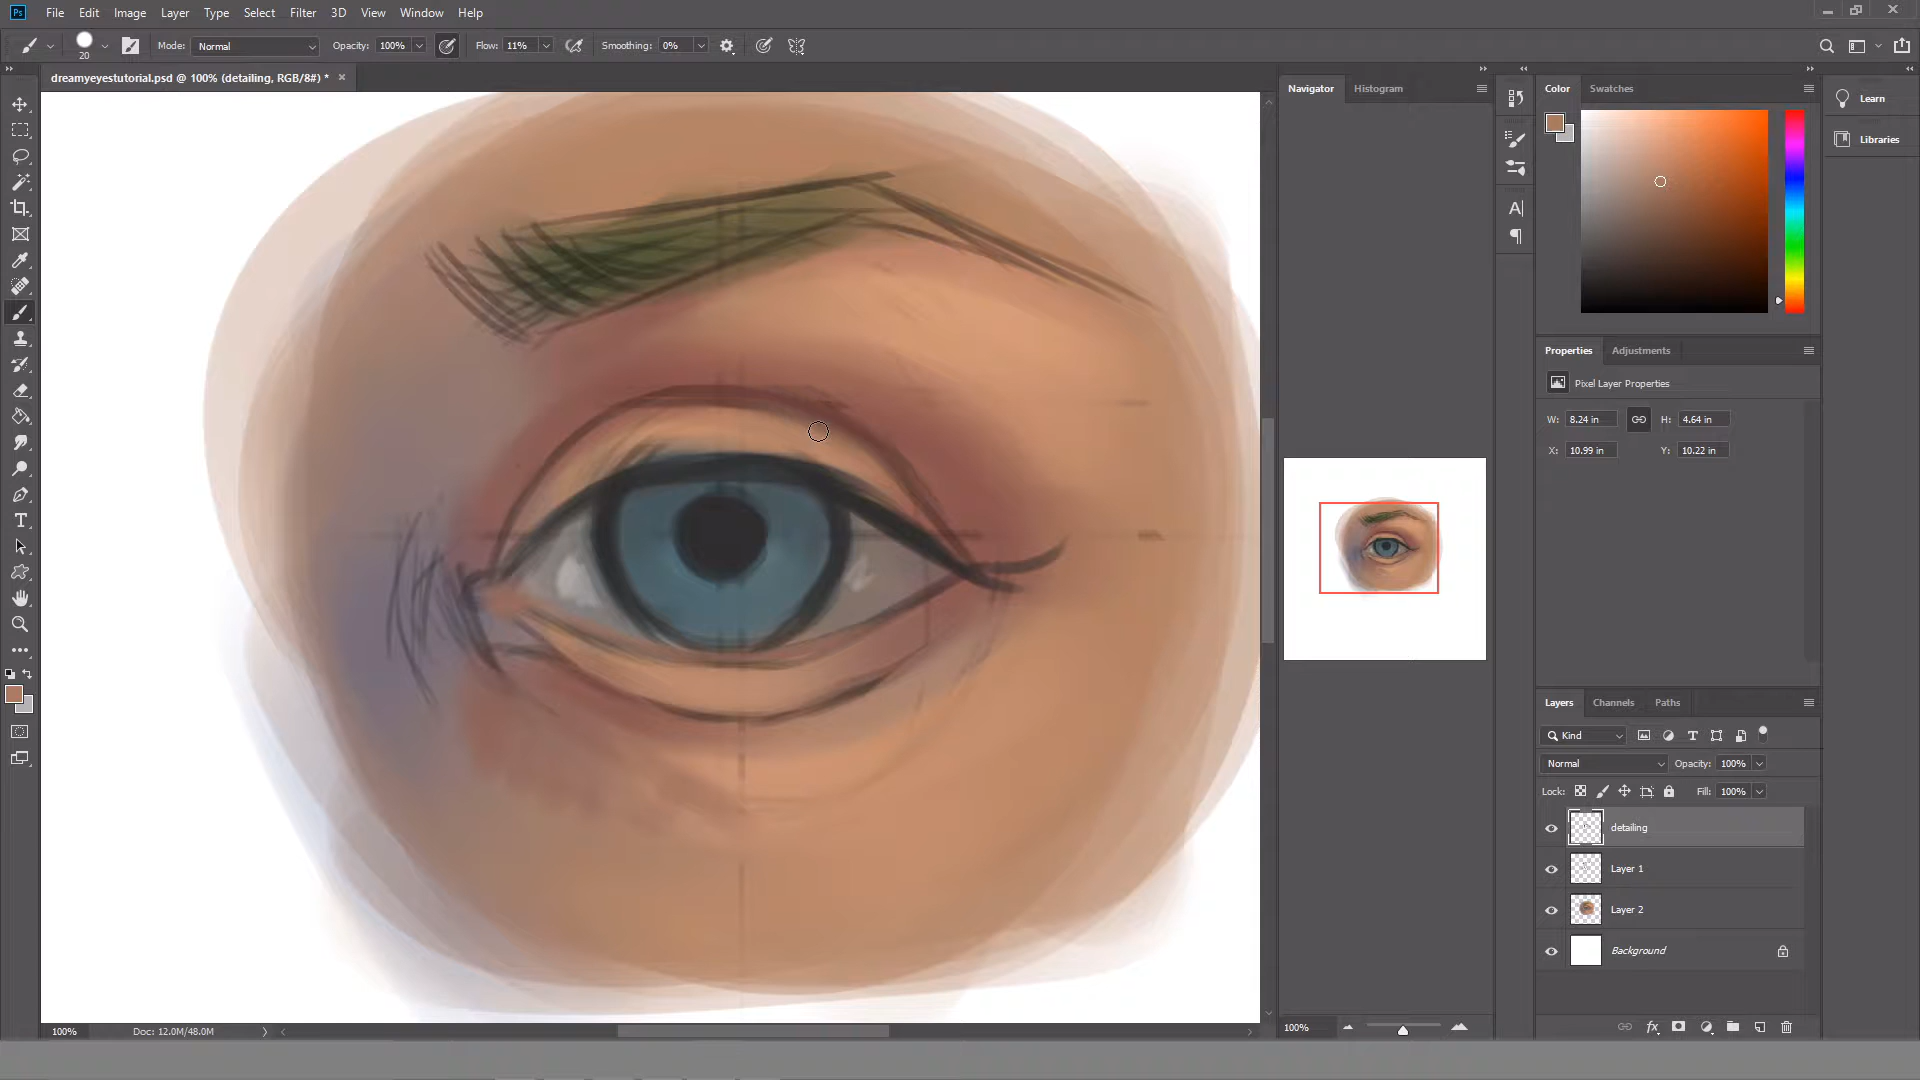 Ps File Edit Image Layer Type Select Filter 3D View Window Help
20 Mode: Normal Opacity: 100% Flow: 11% Smoothing: 0%
dreamyeyestutorial.psd @ 100% (detailing, RGB/8#) * ×
Navigator Histogram
Color Swatches
Learn
Libraries
Properties Adjustments
Pixel Layer Properties
W: 8.24 in H: 4.64 in
X: 10.99 in Y: 10.22 in
Layers Channels Paths
Kind
Normal Opacity: 100%
Lock: Fill: 100%
detailing
Layer 1
Layer 2
Background
100% Doc: 12.0M/48.0M
100%